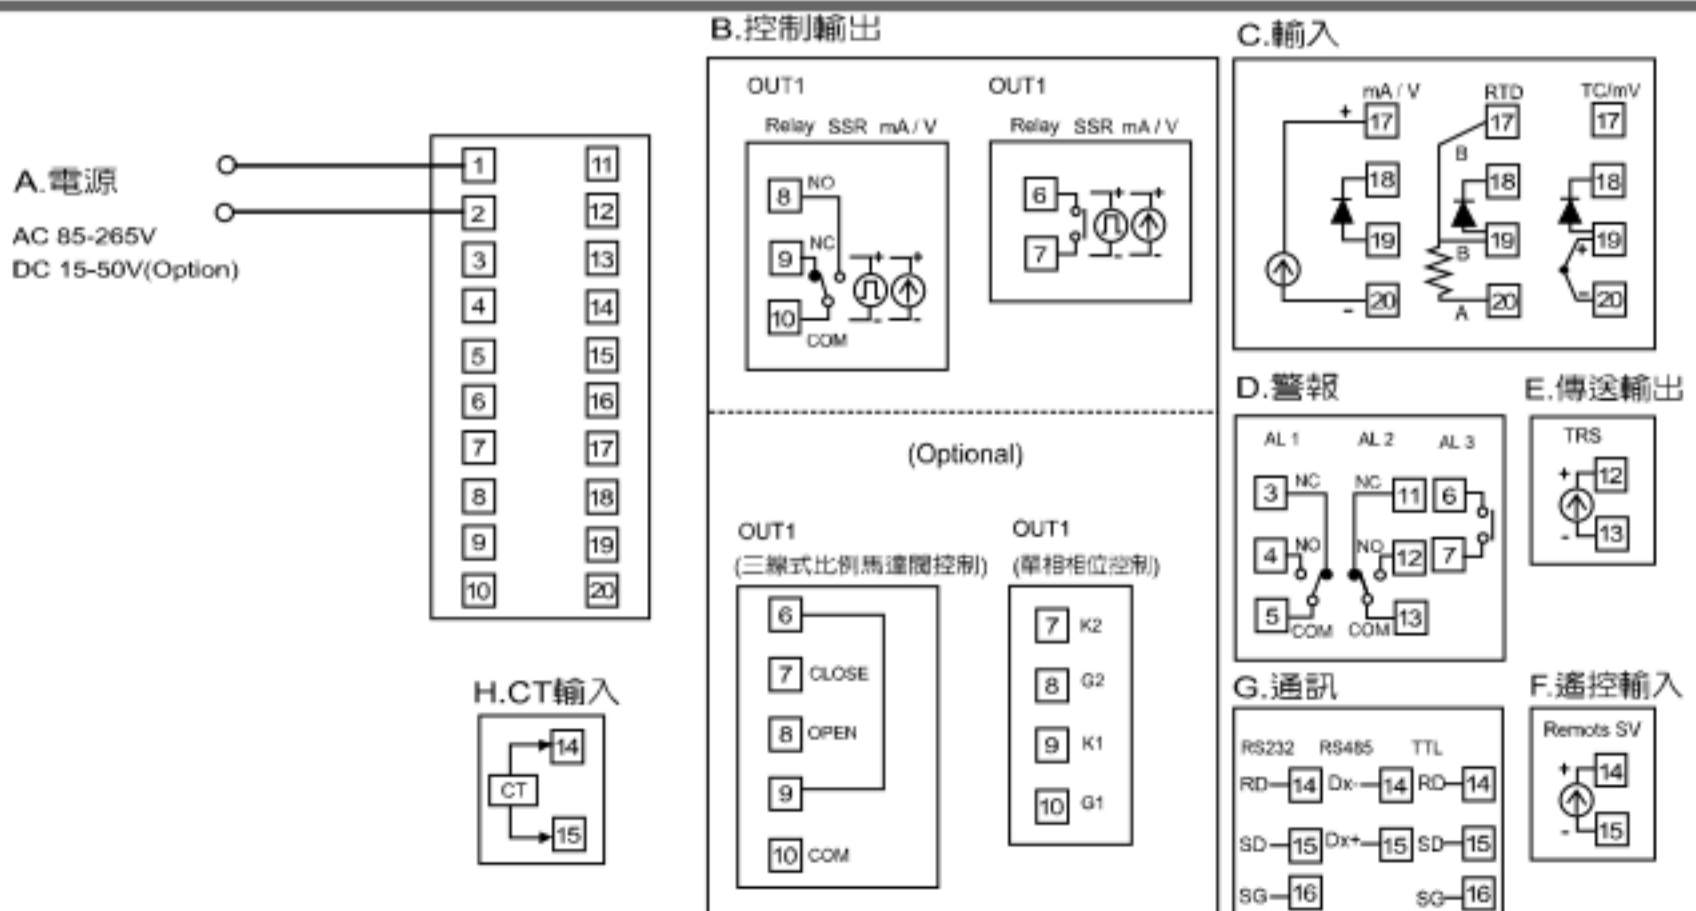 A.電源
AC 85-265V
DC 15-50V(Option)
1 11
2 12
3 13
4 14
5 15
6 16
7 17
8 18
9 19
10 20
H.CT輸入
CT
14
15
B.控制輸出
OUT1
Relay SSR mA / V
8 NO
9 NC
10 COM
+ +
- -
OUT1
Relay SSR mA / V
6
7
+ +
- -
(Optional)
OUT1
(三線式比例馬達閥控制)
6
7 CLOSE
8 OPEN
9
10 COM
OUT1
(單相相位控制)
7 K2
8 G2
9 K1
10 G1
C.輸入
mA / V
+ 17
18
19
- 20
RTD
17
B
18
19
B
20
A
TC/mV
17
18
19
+
- 20
D.警報
AL 1
3 NC
4 NO
5 COM
AL 2
NC 11
NO 12
COM 13
AL 3
6
7
E.傳送輸出
TRS
+ 12
- 13
G.通訊
RS232 RS485 TTL
RD 14 Dx- 14 RD 14
SD 15 Dx+ 15 SD 15
SG 16 SG 16
F.遙控輸入
Remots SV
+ 14
- 15